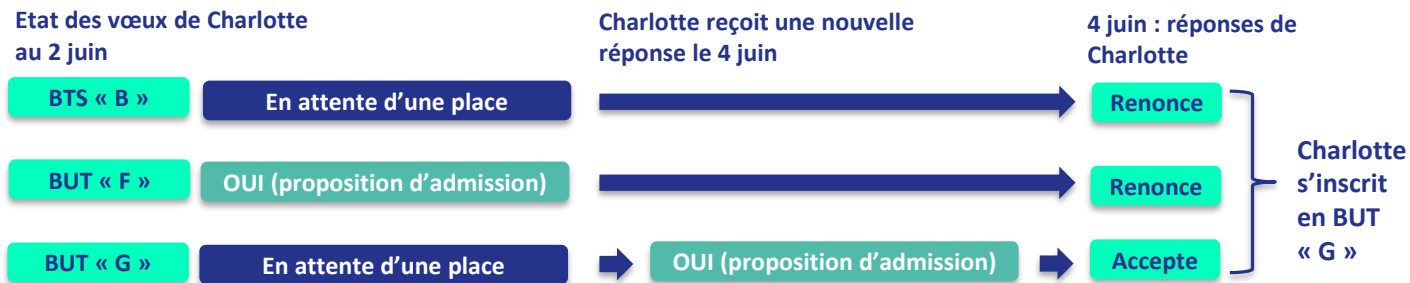 Etat des vœux de Charlotte
au 2 juin
Charlotte reçoit une nouvelle
réponse le 4 juin
4 juin : réponses de
Charlotte
BTS « B »
En attente d’une place
Renonce
BUT « F »
OUI (proposition d’admission)
Renonce
BUT « G »
En attente d’une place
OUI (proposition d’admission)
Accepte
Charlotte
s’inscrit
en BUT
« G »